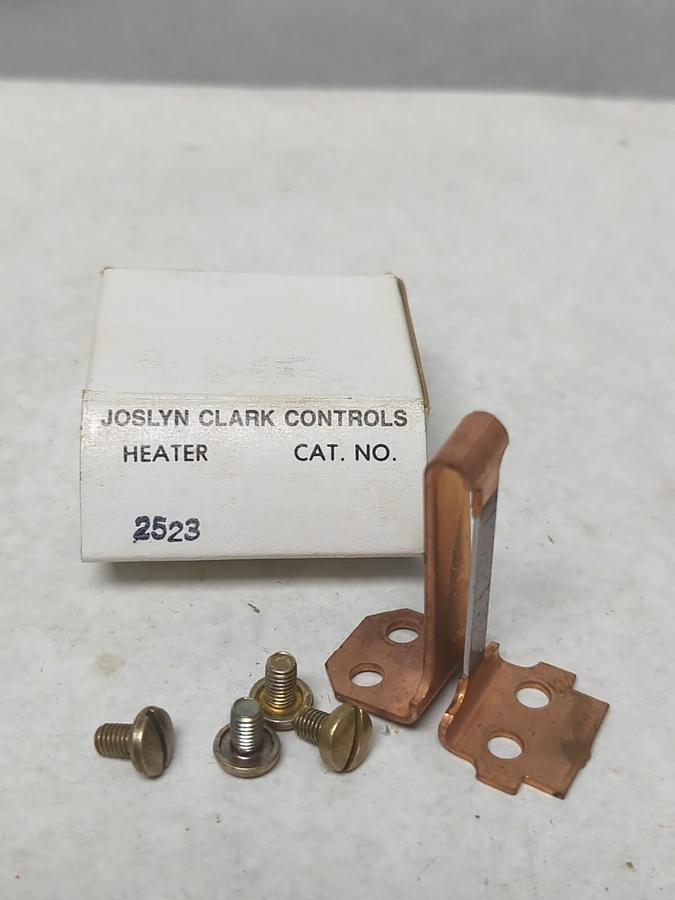 JOSLYN CLARK CONTROLS
HEATER CAT. NO.
2523